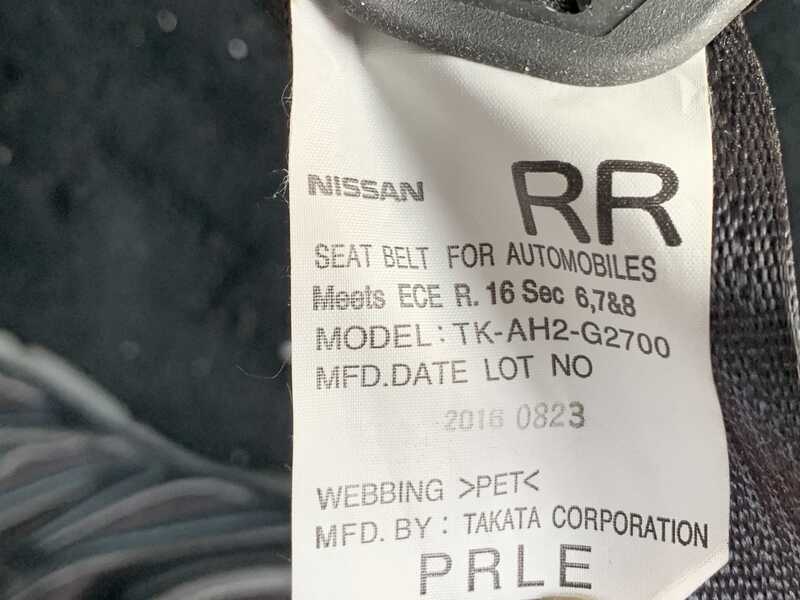 NISSAN RR
SEAT BELT FOR AUTOMOBILES
Meets ECE R. 16 Sec 6,7&8
MODEL: TK-AH2-G2700
MFD.DATE LOT NO
2016 0823
WEBBING >PET<
MFD. BY : TAKATA CORPORATION
PRLE